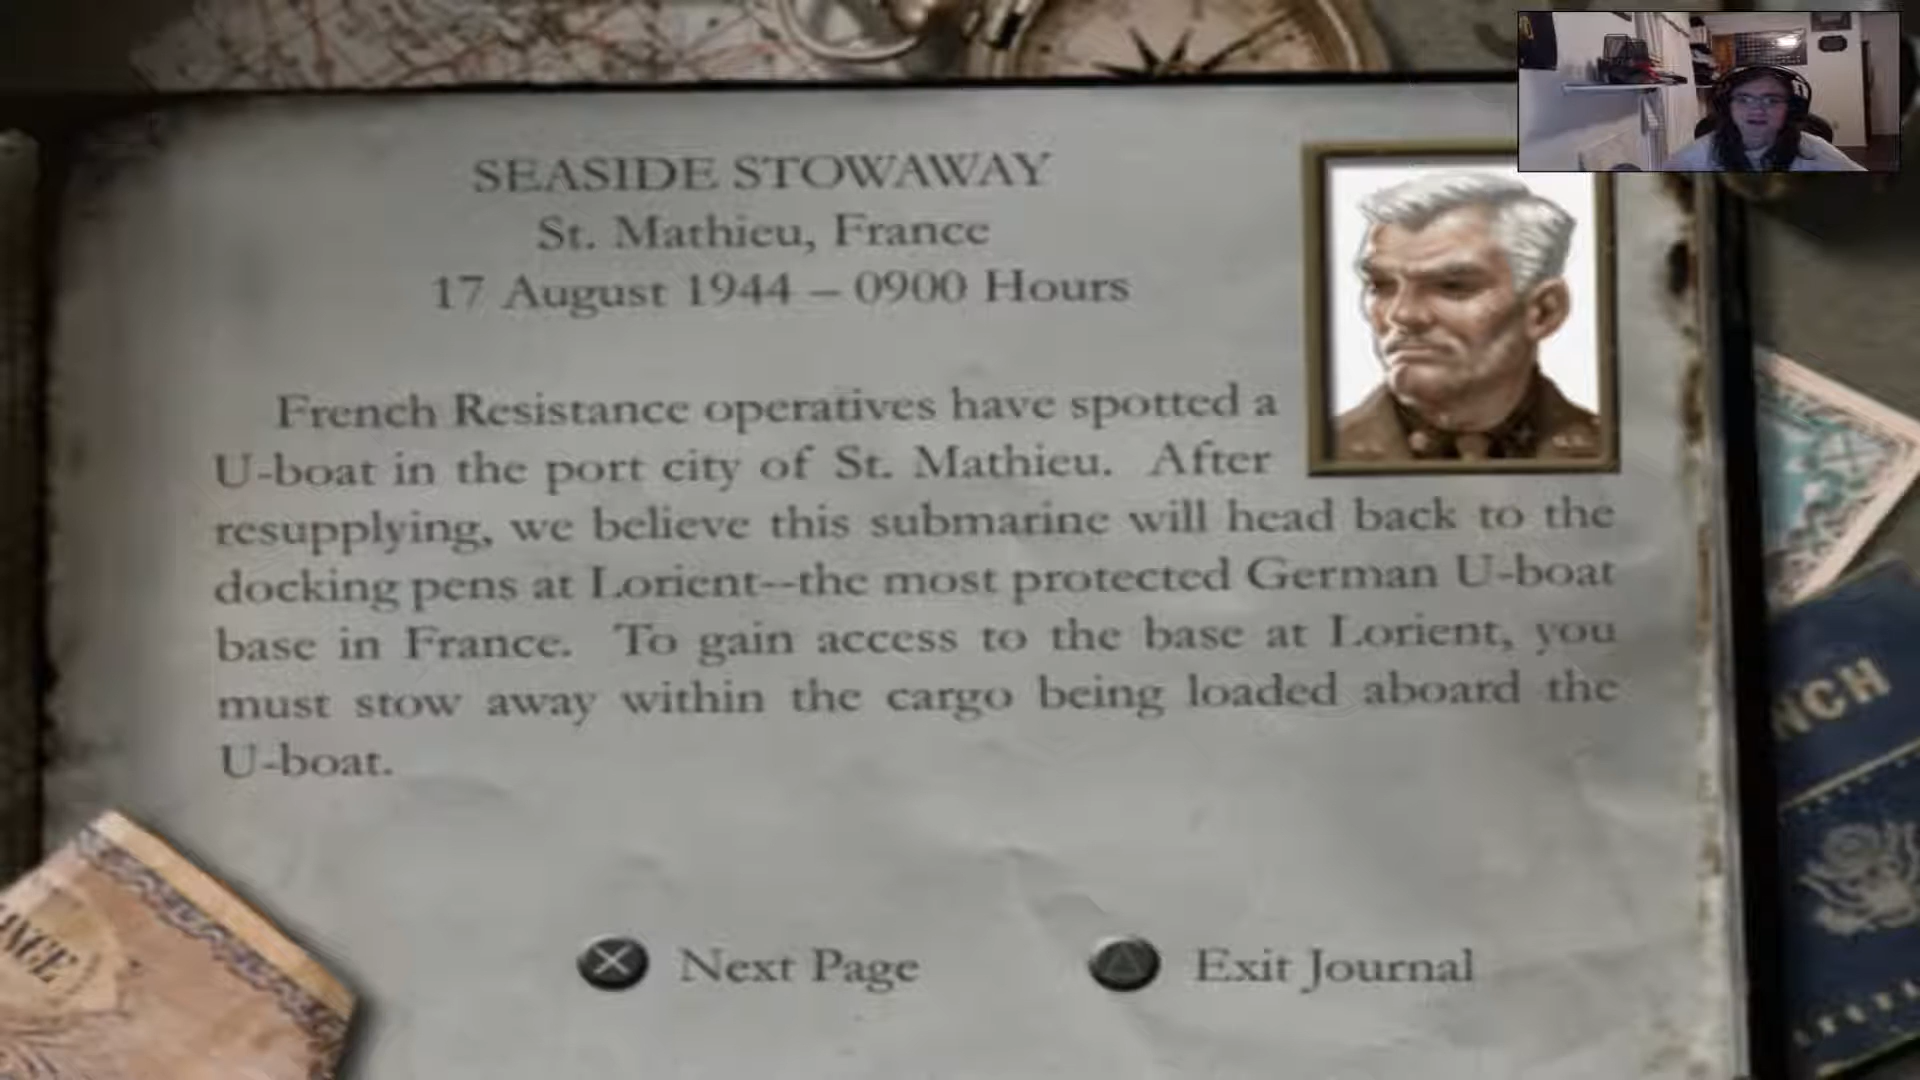 SEASIDE STOWAWAY
St. Mathieu, France
17 August 1944 – 0900 Hours
French Resistance operatives have spotted a
U-boat in the port city of St. Mathieu. After
resupplying, we believe this submarine will head back to the
docking pens at Lorient--the most protected German U-boat
base in France. To gain access to the base at Lorient, you
must stow away within the cargo being loaded aboard the
U-boat.
Next Page
Exit Journal